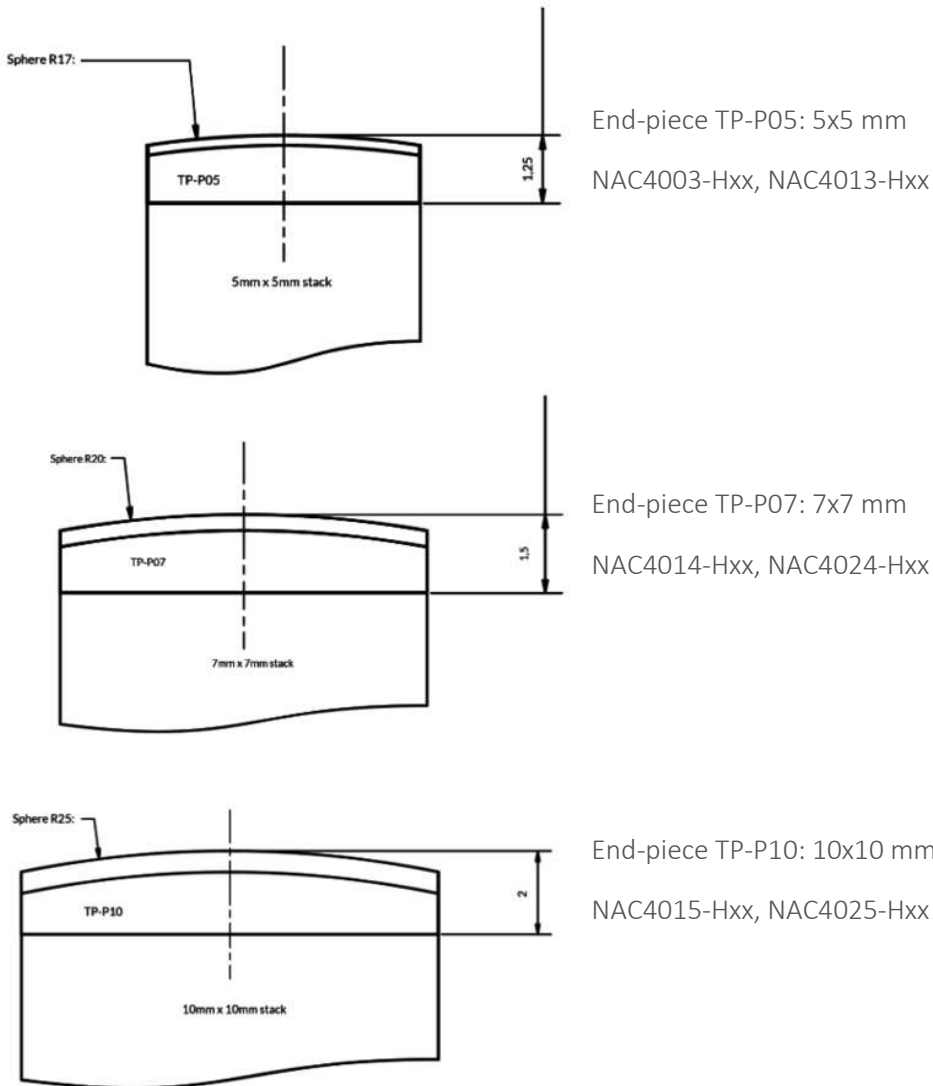 Sphere R17:
End-piece TP-P05: 5x5 mm
1,25
TP-P05
NAC4003-Hxx, NAC4013-Hxx
5mm x 5mm stack
Sphere R20:
End-piece TP-P07: 7x7 mm
1,5
TP-P07
NAC4014-Hxx, NAC4024-Hxx
7mm x 7mm stack
Sphere R25:
End-piece TP-P10: 10x10 mm
2
TP-P10
NAC4015-Hxx, NAC4025-Hxx
10mm x 10mm stack